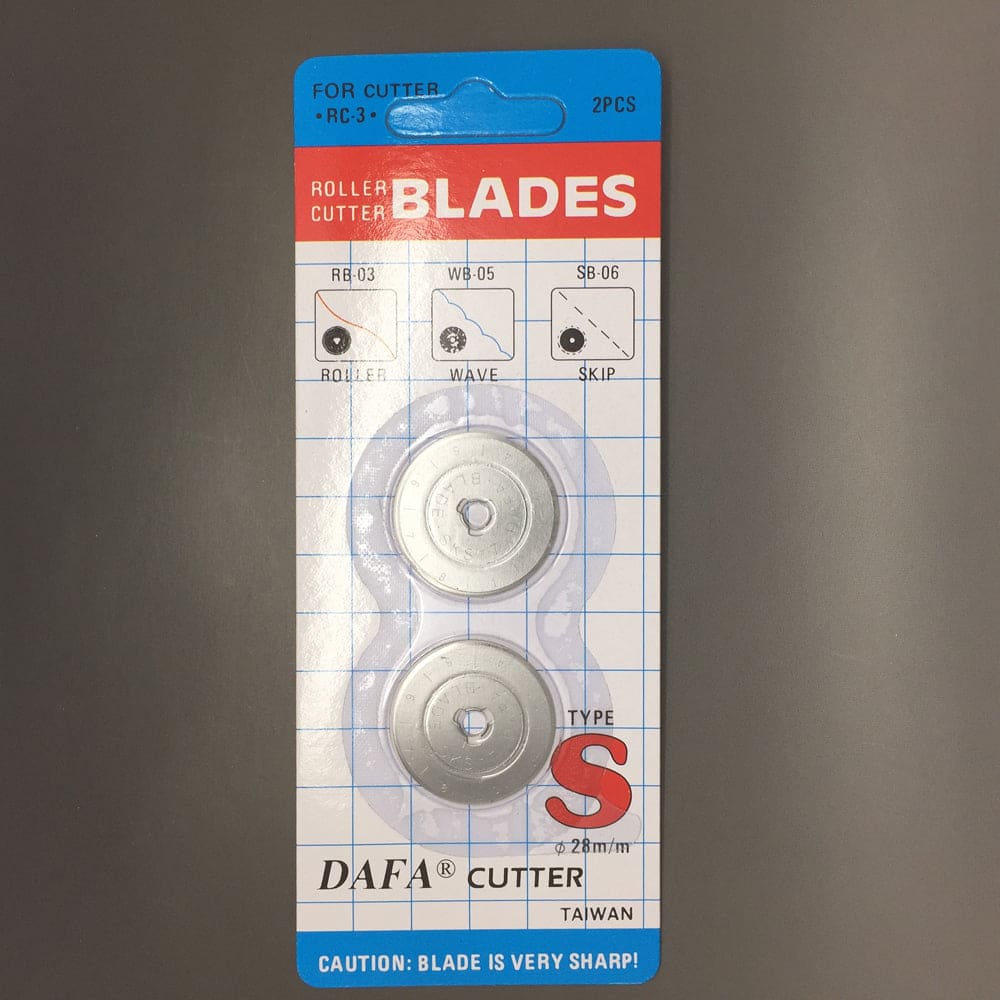 FOR CUTTER
•RC-3•
2PCS
ROLLER
CUTTER
BLADES
RB-03
WB-05
SB-06
ROLLER
WAVE
SKIP
TYPE
S
ϕ 28m/m
DAFA® CUTTER
TAIWAN
CAUTION: BLADE IS VERY SHARP!